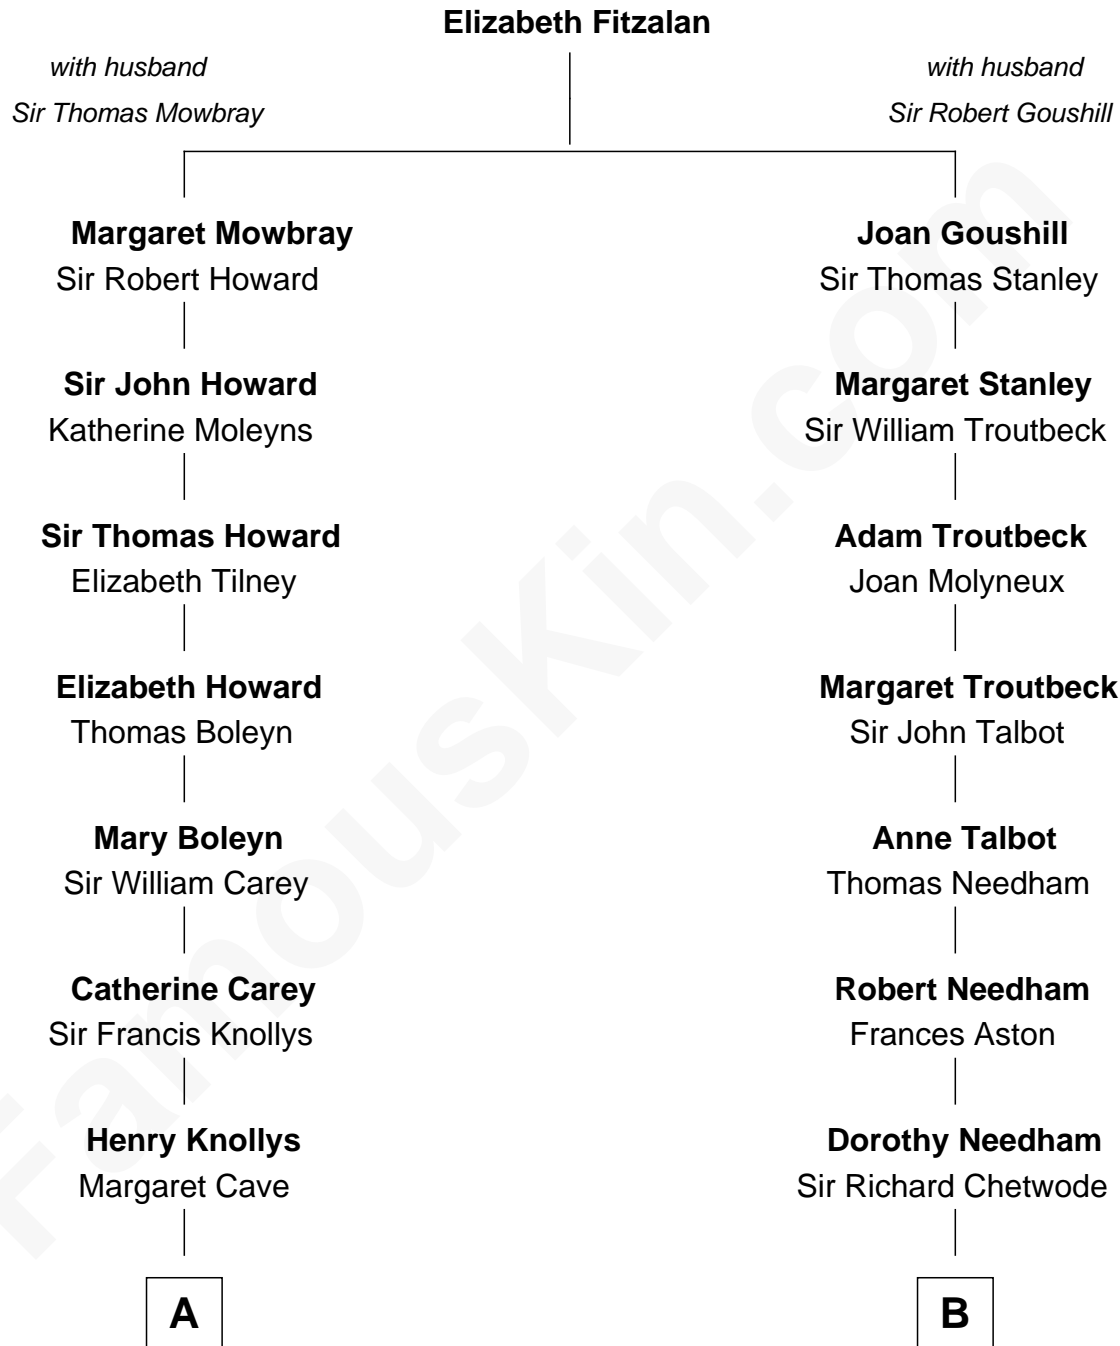 Elizabeth Fitzalan
with husband
Sir Thomas Mowbray
with husband
Sir Robert Goushill
Margaret Mowbray
Sir Robert Howard
Joan Goushill
Sir Thomas Stanley
Sir John Howard
Katherine Moleyns
Margaret Stanley
Sir William Troutbeck
Sir Thomas Howard
Elizabeth Tilney
Adam Troutbeck
Joan Molyneux
Elizabeth Howard
Thomas Boleyn
Margaret Troutbeck
Sir John Talbot
Mary Boleyn
Sir William Carey
Anne Talbot
Thomas Needham
Catherine Carey
Sir Francis Knollys
Robert Needham
Frances Aston
Henry Knollys
Margaret Cave
Dorothy Needham
Sir Richard Chetwode
A
B
FamousKin.com